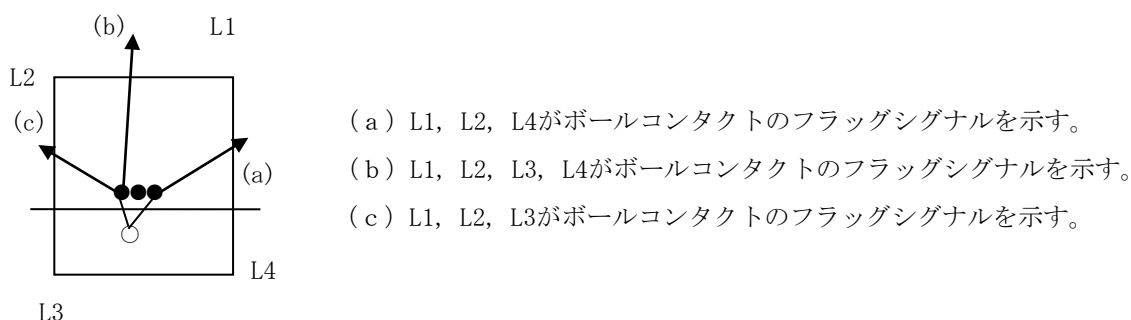 (b) L1
L2
(c)
(a)
L4
L3
（a）L1, L2, L4がボールコンタクトのフラッグシグナルを示す。
（b）L1, L2, L3, L4がボールコンタクトのフラッグシグナルを示す。
（c）L1, L2, L3がボールコンタクトのフラッグシグナルを示す。